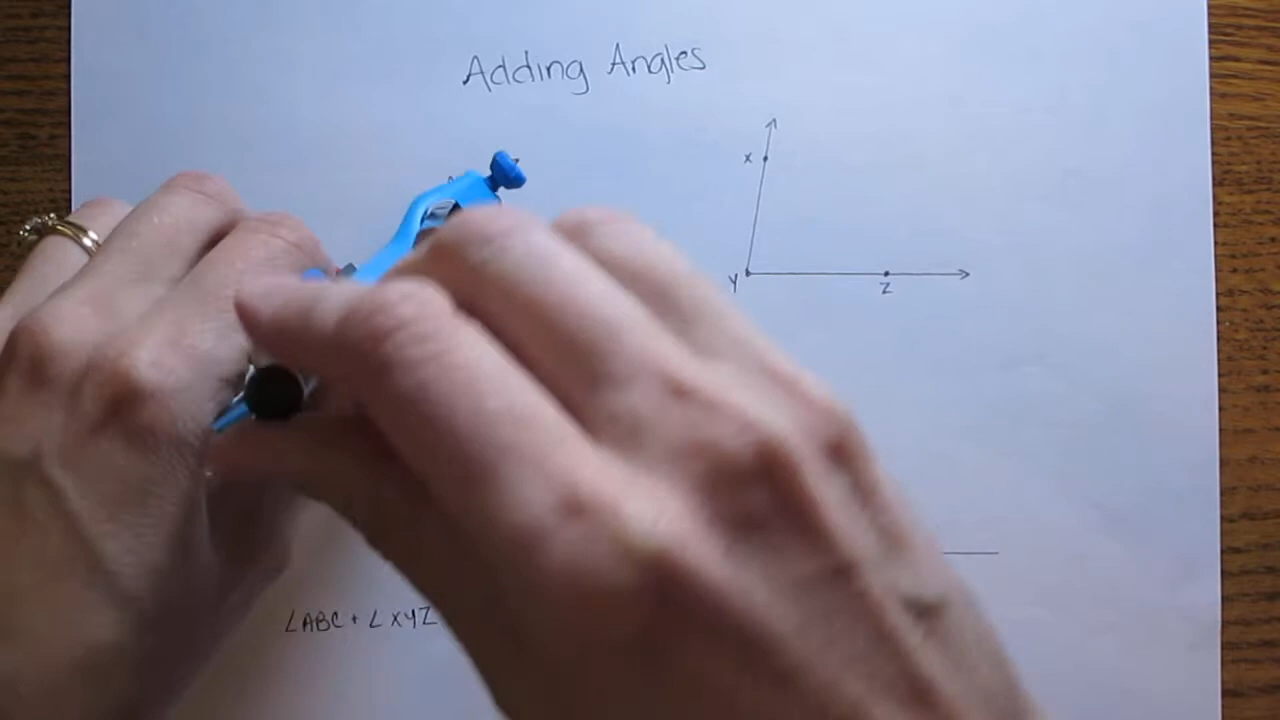 Adding Angles
X
Y
Z
∠ABC + ∠XYZ